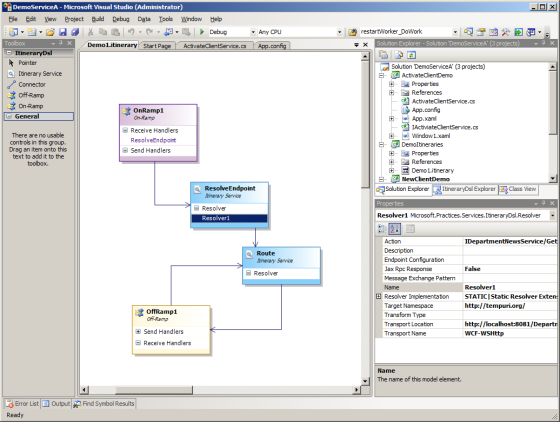 DemoServiceA - Microsoft Visual Studio (Administrator)
File Edit View Project Build Debug Data Tools Window Help
Debug Any CPU restartWorker_DoWork
Toolbox
ItineraryDsl
Pointer
Itinerary Service
Connector
Off-Ramp
On-Ramp
General
There are no usable
controls in this group.
Drag an item onto this
text to add it to the
toolbox.
Demo1.itinerary Start Page ActivateClientService.cs App.config
OnRamp1
On-Ramp
Receive Handlers
ResolveEndpoint
Send Handlers
ResolveEndpoint
Itinerary Service
Resolver
Resolver1
Route
Itinerary Service
Resolver
OffRamp1
Off-Ramp
Send Handlers
Receive Handlers
Solution Explorer - Solution 'DemoServiceA' (3 projects)
Solution 'DemoServiceA' (3 projects)
ActivateClientDemo
Properties
References
ActivateClientService.cs
App.config
App.xaml
IActivateClientService.cs
Window1.xaml
DemoItineraries
Properties
References
Demo1.itinerary
NewClientDemo
Solution Explorer ItineraryDsl Explorer Class View
Properties
Resolver1 Microsoft.Practices.Services.ItineraryDsl.Resolver
Action IDepartmentNewsService/Get
Description
Endpoint Configuration
Jax Rpc Response False
Message Exchange Pattern
Name Resolver1
Resolver Implementation STATIC|Static Resolver Exten
Target Namespace http://tempuri.org/
Transform Type
Transport Location http://localhost:8081/Departm
Transport Name WCF-WSHttp
Name
The name of this model element.
Error List Output Find Symbol Results
Ready